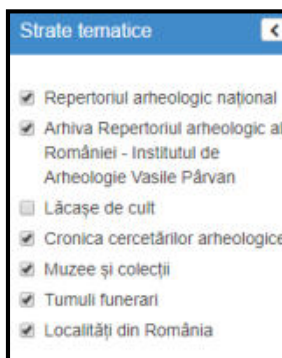 Strate tematice
Repertoriul arheologic național
Arhiva Repertoriul arheologic al
României - Institutul de
Arheologie Vasile Pârvan
Lăcașe de cult
Cronica cercetărilor arheologice
Muzee și colecții
Tumuli funerari
Localități din România